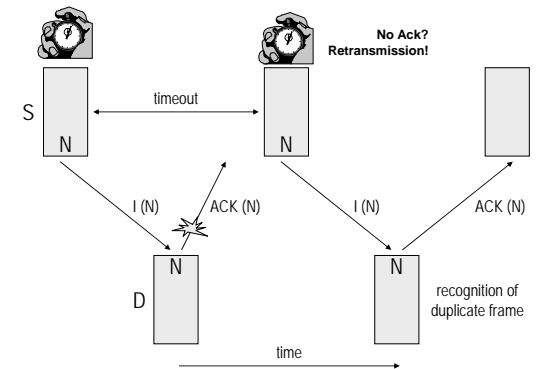 No Ack?
Retransmission!
timeout
S
N
N
I (N)
ACK (N)
I (N)
ACK (N)
N
N
D
recognition of
duplicate frame
time